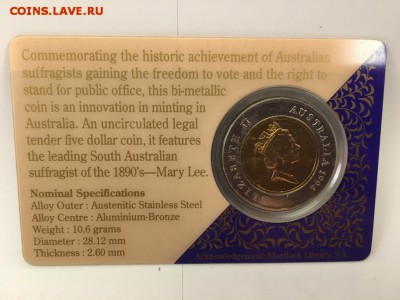 COINS.LAVE.RU
Commemorating the historic achievement of Australian
suffragists gaining the freedom to vote and the right to
stand for public office, this bi-metallic
coin is an innovation in minting in
Australia. An uncirculated legal
tender five dollar coin, it features
the leading South Australian
suffragist of the 1890's—Mary Lee.
Nominal Specifications
Alloy Outer : Austenitic Stainless Steel
Alloy Centre : Aluminium-Bronze
Weight : 10.6 grams
Diameter : 28.12 mm
Thickness : 2.60 mm
ELIZABETH II AUSTRALIA 1994
Acknowledgement: Mortlock Library S.A.